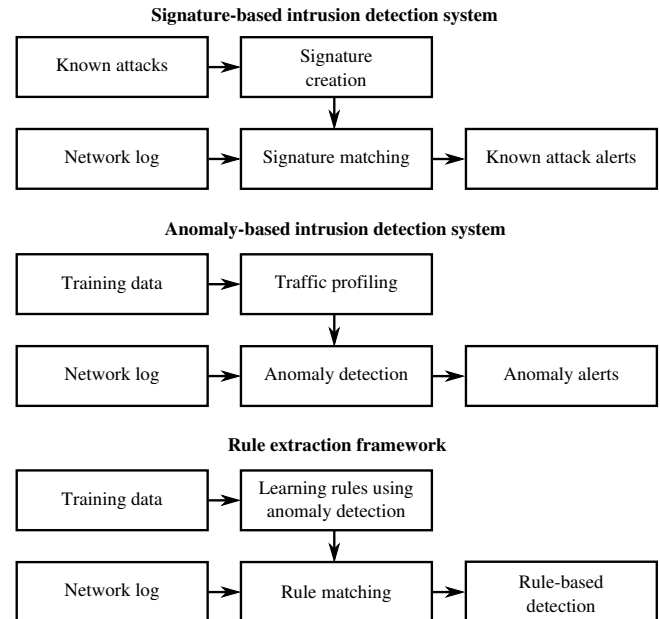 Signature-based intrusion detection system
Known attacks
Signature
creation
Network log
Signature matching
Known attack alerts
Anomaly-based intrusion detection system
Training data
Traffic profiling
Network log
Anomaly detection
Anomaly alerts
Rule extraction framework
Training data
Learning rules using
anomaly detection
Network log
Rule matching
Rule-based
detection